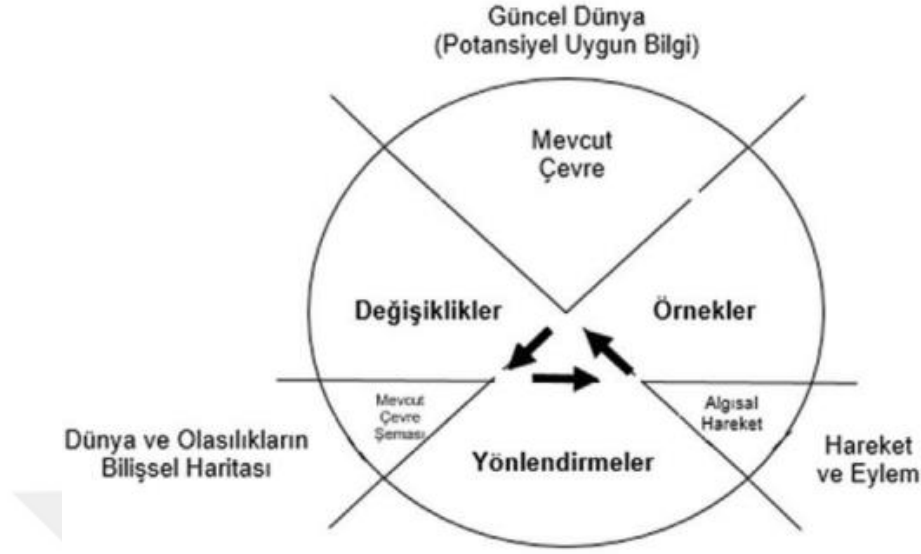 Güncel Dünya
(Potansiyel Uygun Bilgi)
Mevcut
Çevre
Değişiklikler
Örnekler
Mevcut
Çevre
Şeması
Algısal
Hareket
Dünya ve Olasılıkların
Bilişsel Haritası
Yönlendirmeler
Hareket
ve Eylem